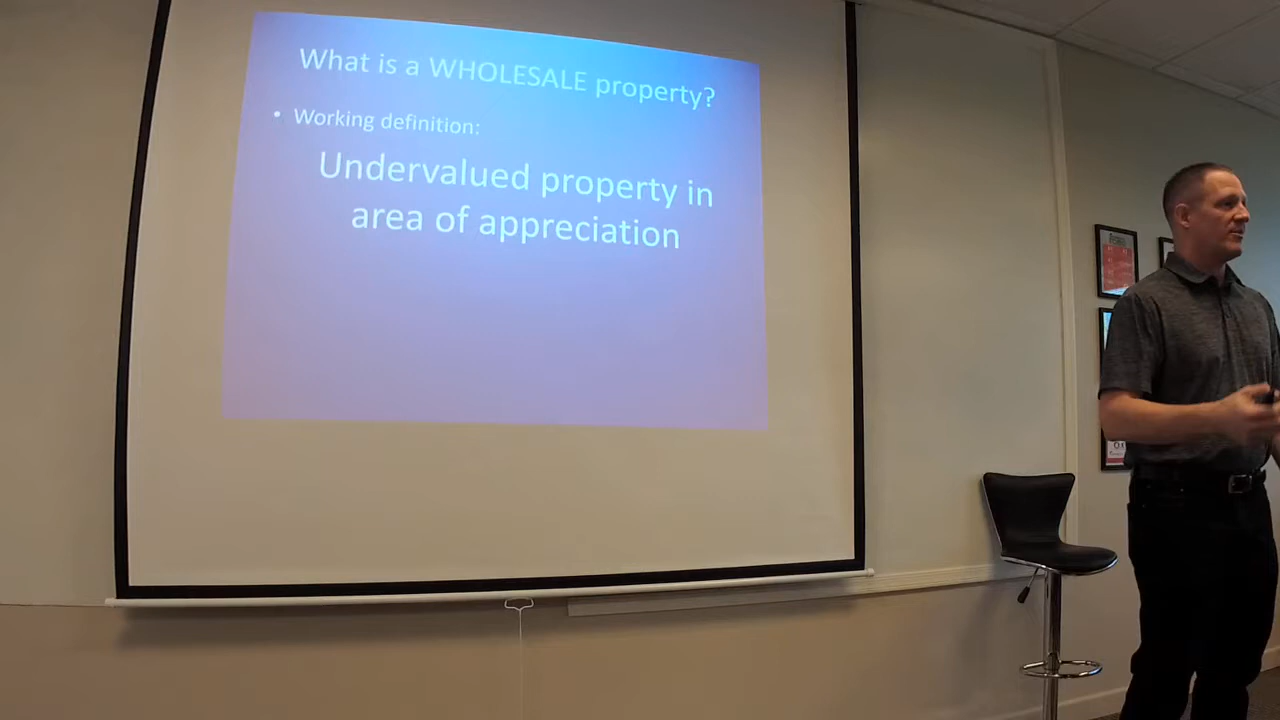 What is a WHOLESALE property?
• Working definition:
Undervalued property in
area of appreciation